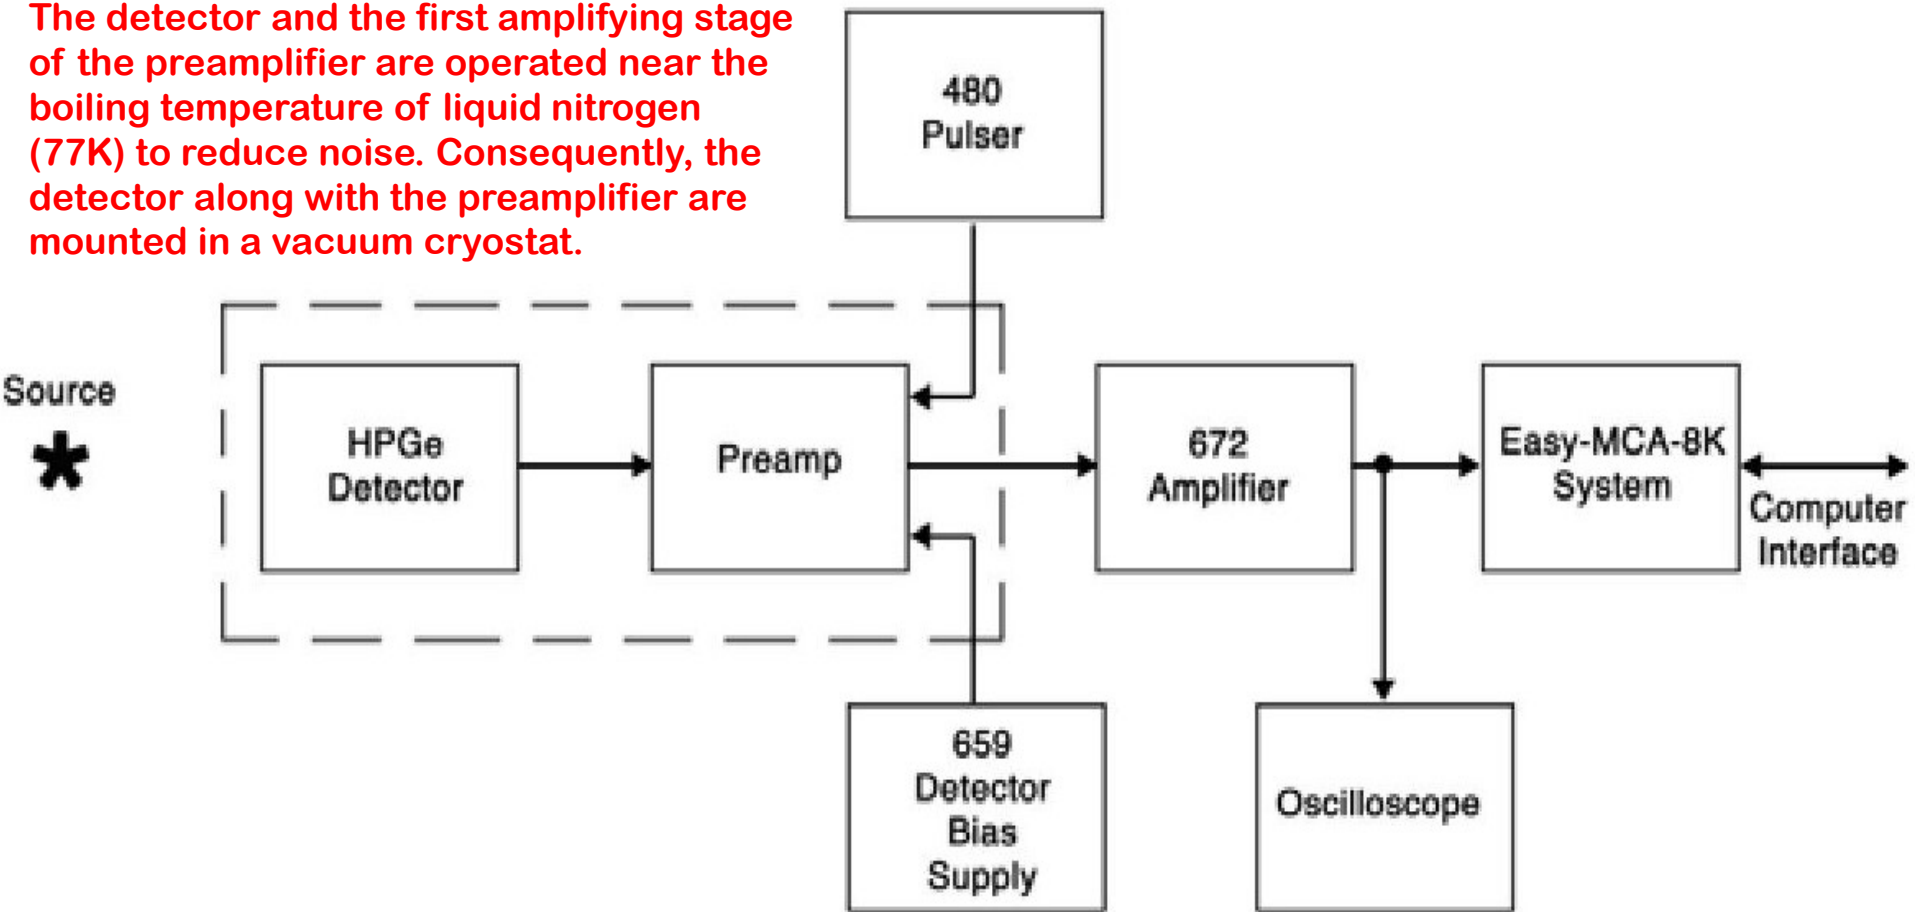 The detector and the first amplifying stage
of the preamplifier are operated near the
boiling temperature of liquid nitrogen
(77K) to reduce noise. Consequently, the
detector along with the preamplifier are
mounted in a vacuum cryostat.
480
Pulser
Source
HPGe
Detector
Preamp
672
Amplifier
Easy-MCA-8K
System
Computer
Interface
659
Detector
Bias
Supply
Oscilloscope